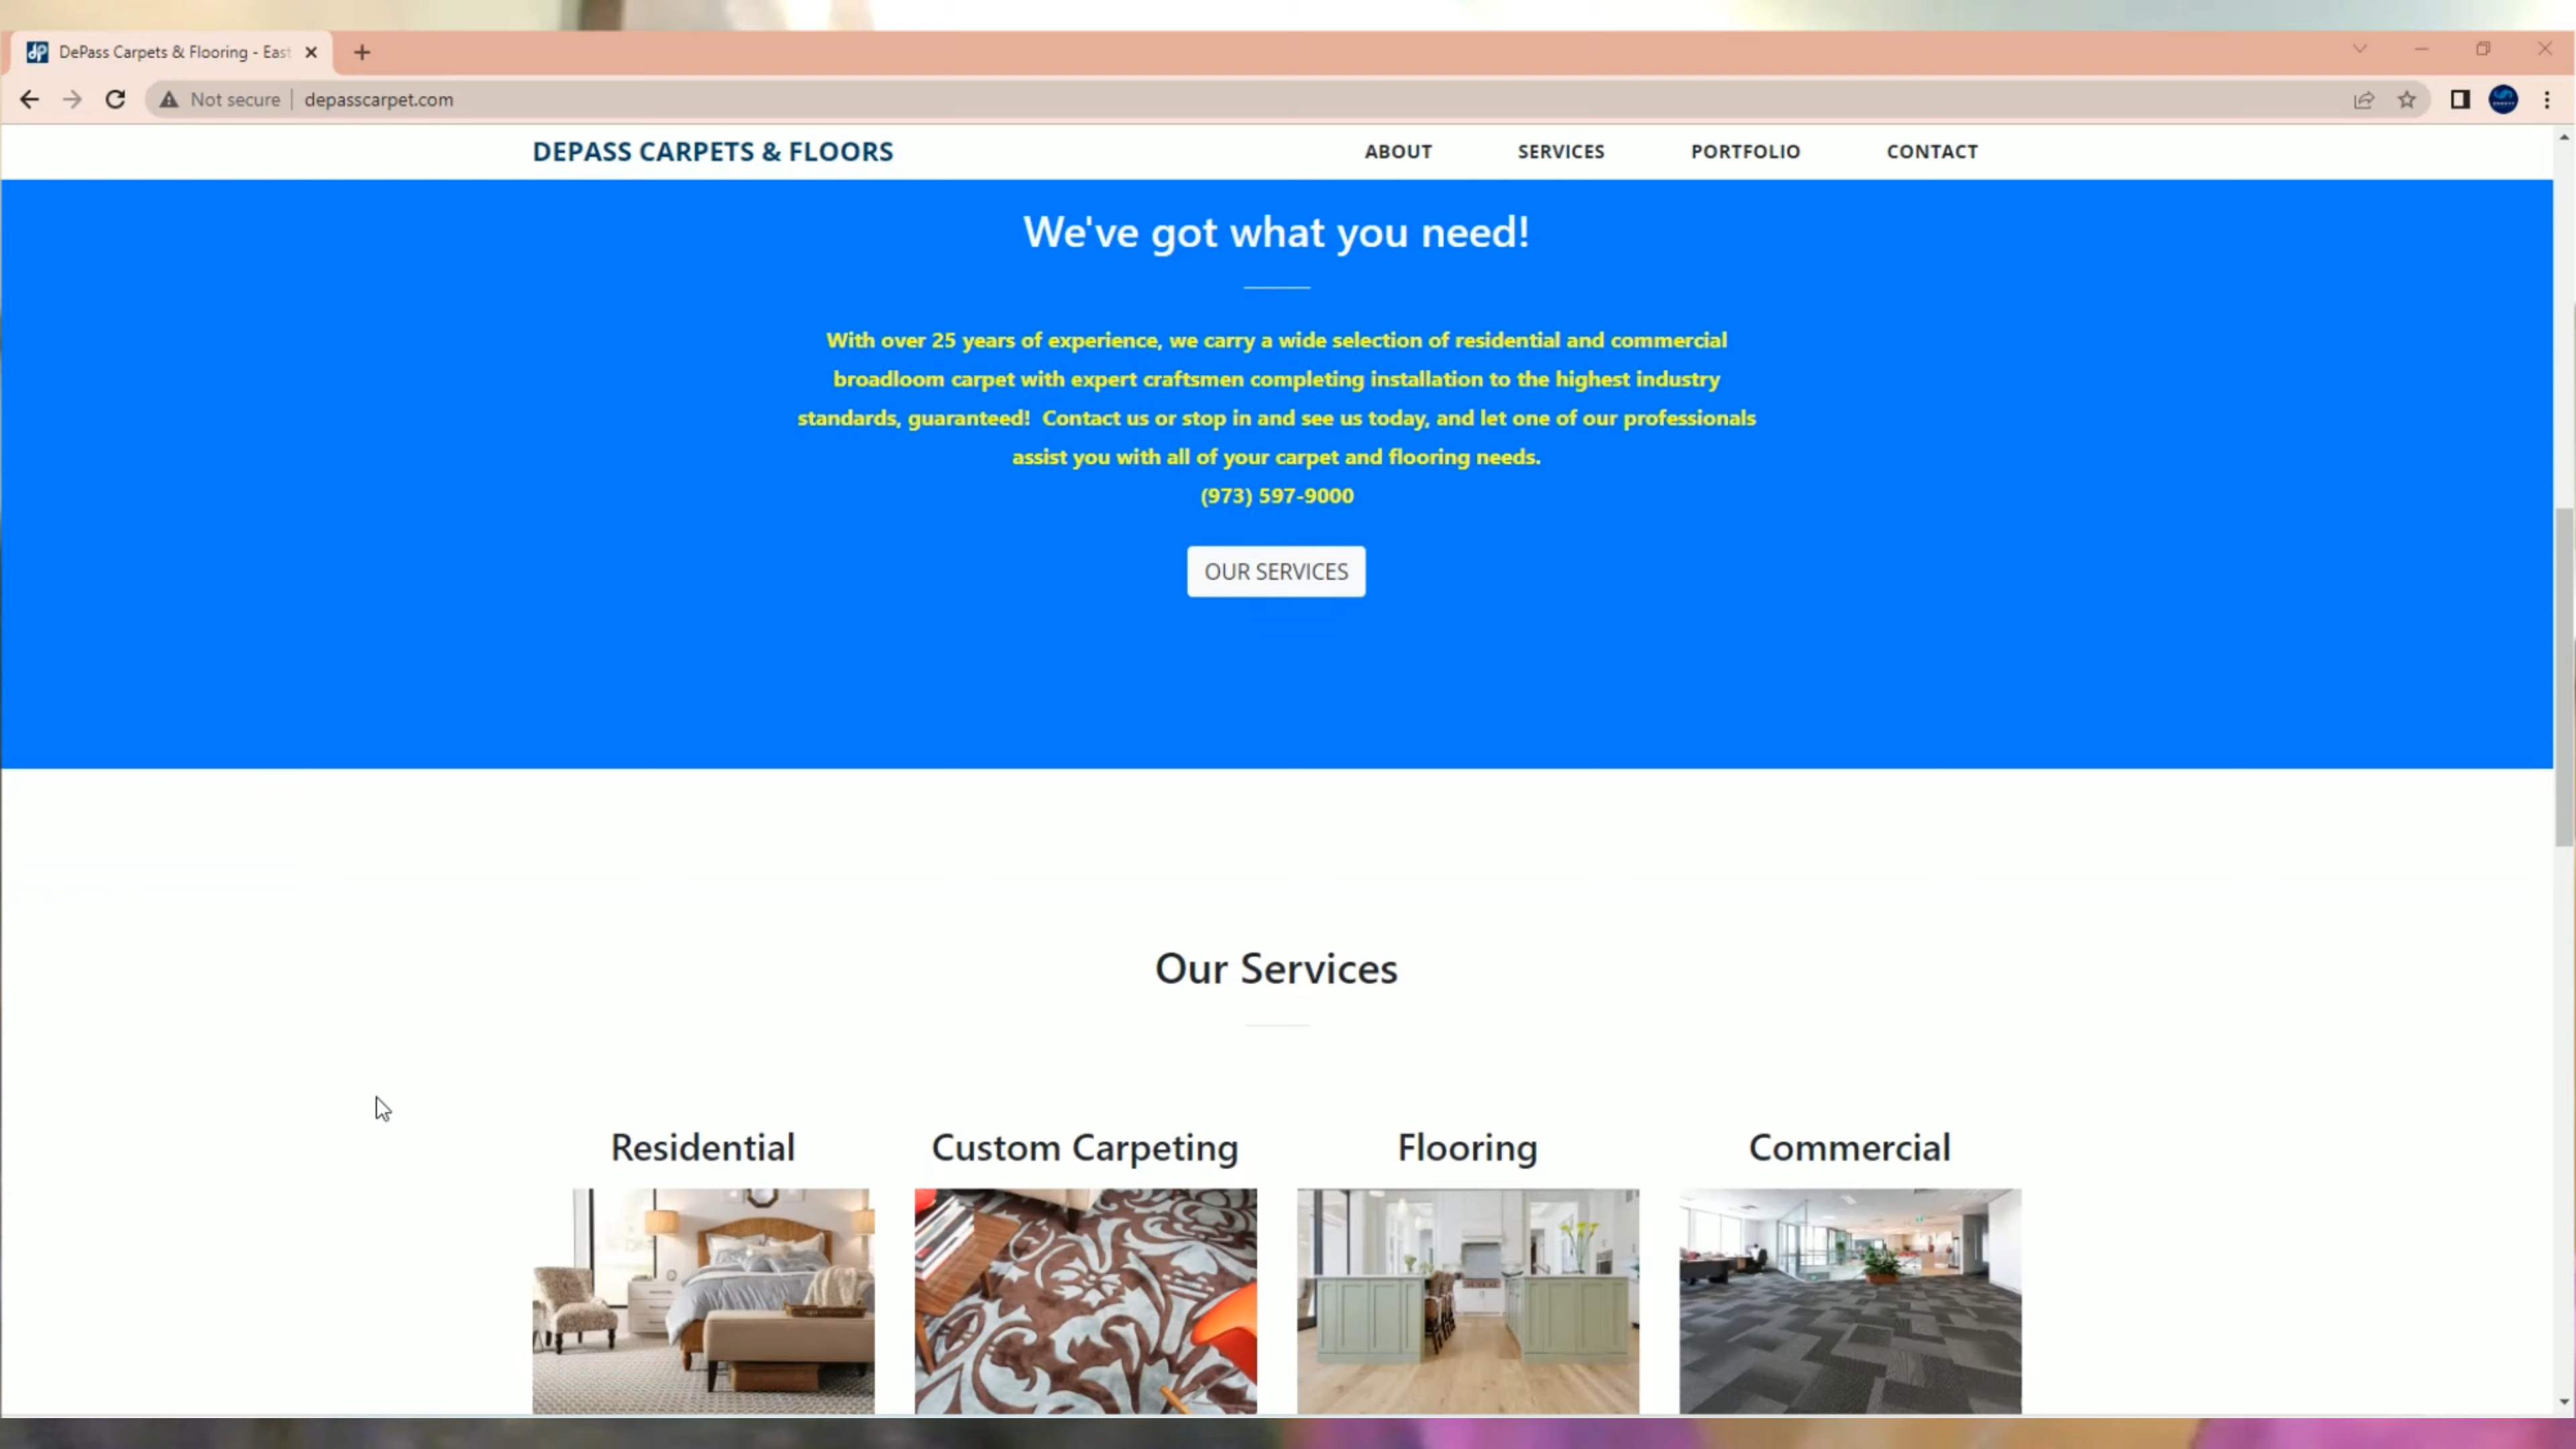 DePass Carpets & Flooring - East
Not secure | depasscarpet.com
DEPASS CARPETS & FLOORS
ABOUT
SERVICES
PORTFOLIO
CONTACT
We've got what you need!
With over 25 years of experience, we carry a wide selection of residential and commercial
broadloom carpet with expert craftsmen completing installation to the highest industry
standards, guaranteed! Contact us or stop in and see us today, and let one of our professionals
assist you with all of your carpet and flooring needs.
(973) 597-9000
OUR SERVICES
Our Services
Residential
Custom Carpeting
Flooring
Commercial